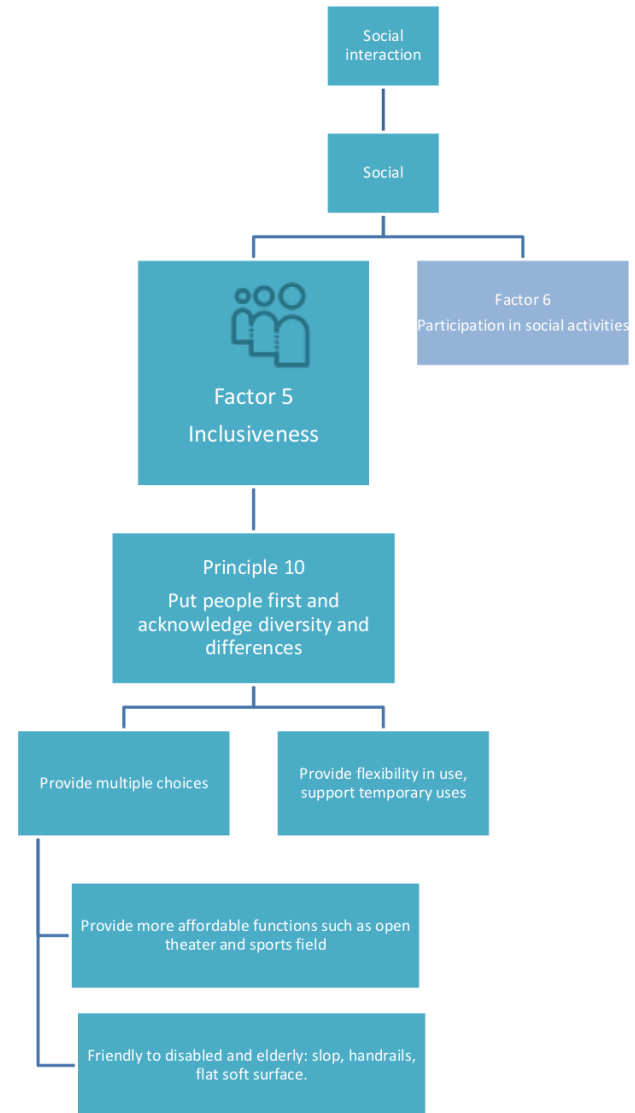 Social
interaction
Social
Factor 5
Inclusiveness
Factor 6
Participation in social activities
Principle 10
Put people first and
acknowledge diversity and
differences
Provide multiple choices
Provide flexibility in use,
support temporary uses
Provide more affordable functions such as open
theater and sports field
Friendly to disabled and elderly: slop, handrails,
flat soft surface.